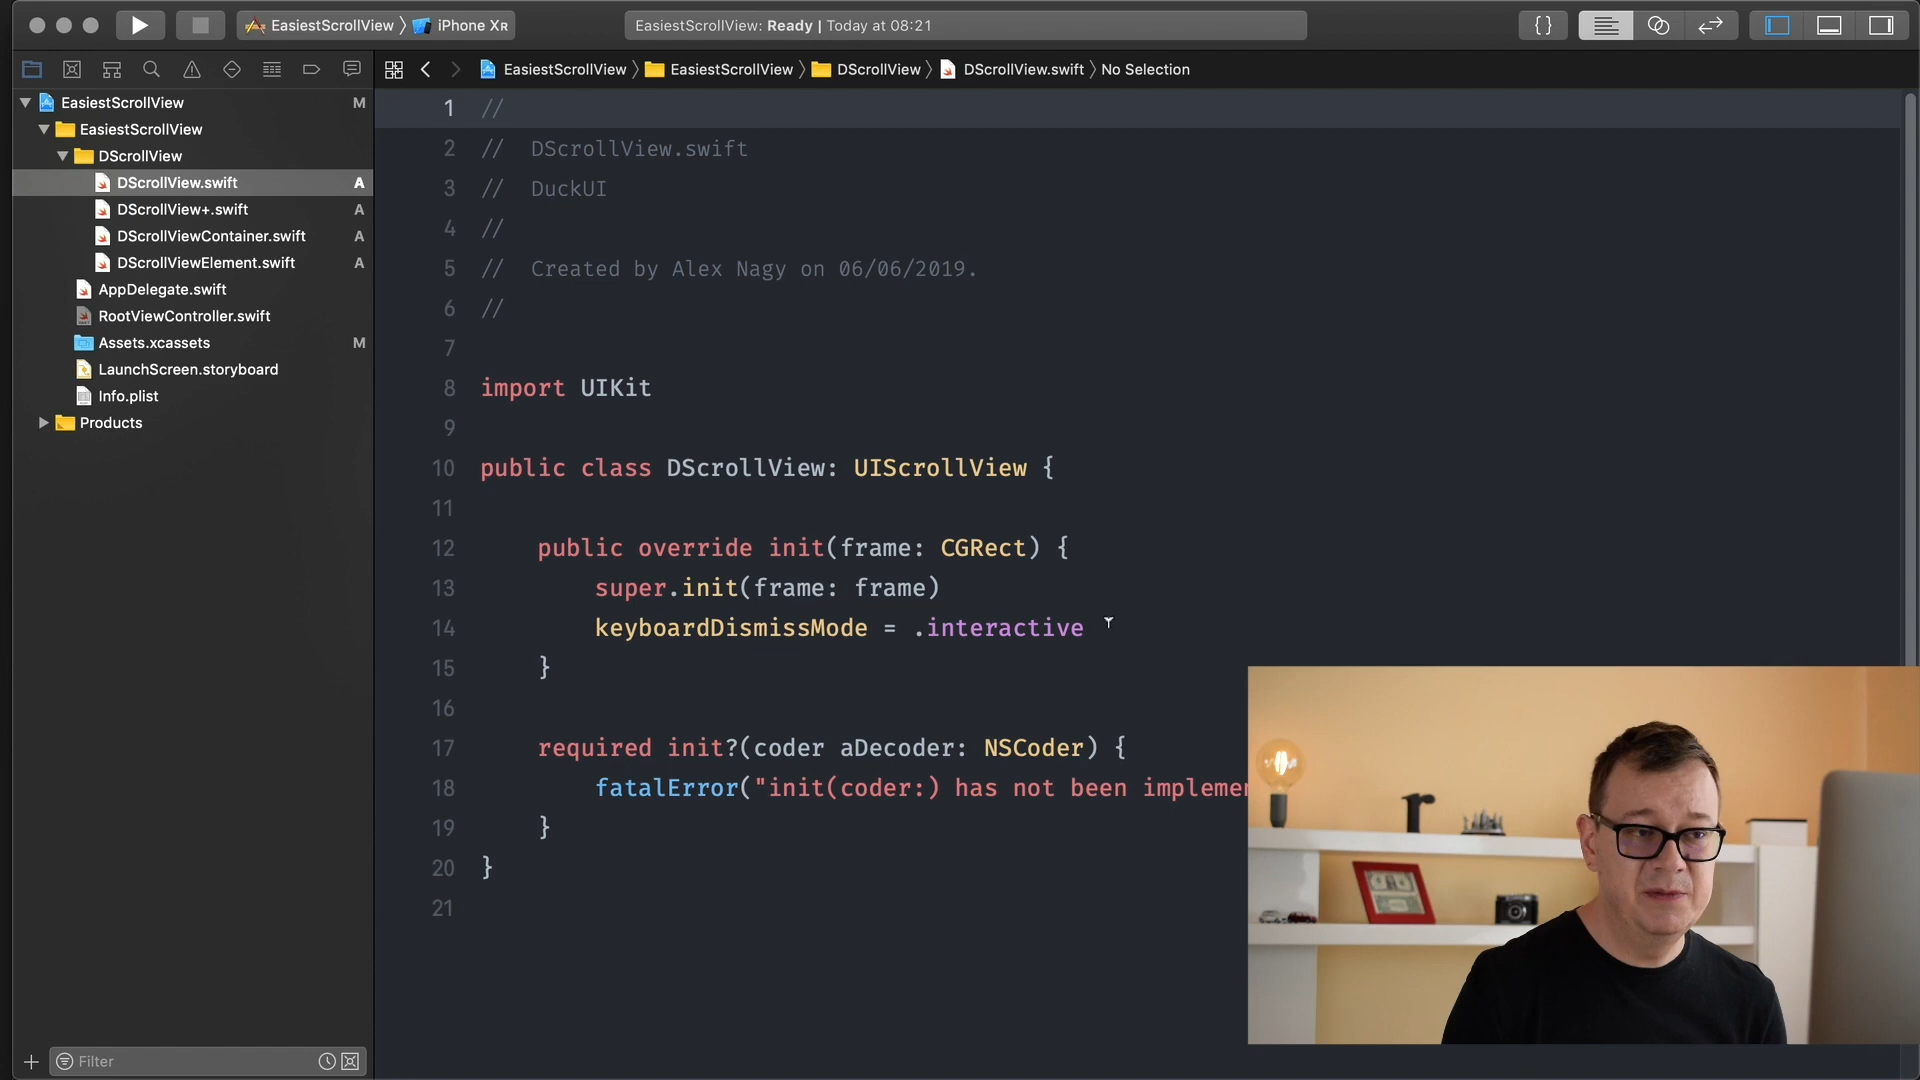 EasiestScrollView
iPhone XR
EasiestScrollView: Ready | Today at 08:21
{}
EasiestScrollView
EasiestScrollView
DScrollView
DScrollView.swift
No Selection
EasiestScrollView M
EasiestScrollView
DScrollView
DScrollView.swift A
DScrollView+.swift A
DScrollViewContainer.swift A
DScrollViewElement.swift A
AppDelegate.swift
RootViewController.swift
Assets.xcassets M
LaunchScreen.storyboard
Info.plist
Products
Filter
1 //
2 // DScrollView.swift
3 // DuckUI
4 //
5 // Created by Alex Nagy on 06/06/2019.
6 //
7
8 import UIKit
9
10 public class DScrollView: UIScrollView {
11
12 public override init(frame: CGRect) {
13 super.init(frame: frame)
14 keyboardDismissMode = .interactive
15 }
16
17 required init?(coder aDecoder: NSCoder) {
18 fatalError("init(coder:) has not been implemen
19 }
20 }
21